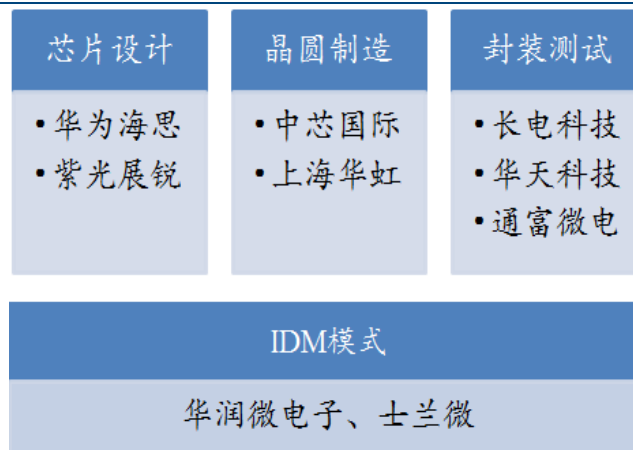 芯片设计
•华为海思
•紫光展锐
晶圆制造
•中芯国际
•上海华虹
封装测试
•长电科技
•华天科技
•通富微电
IDM模式
华润微电子、士兰微